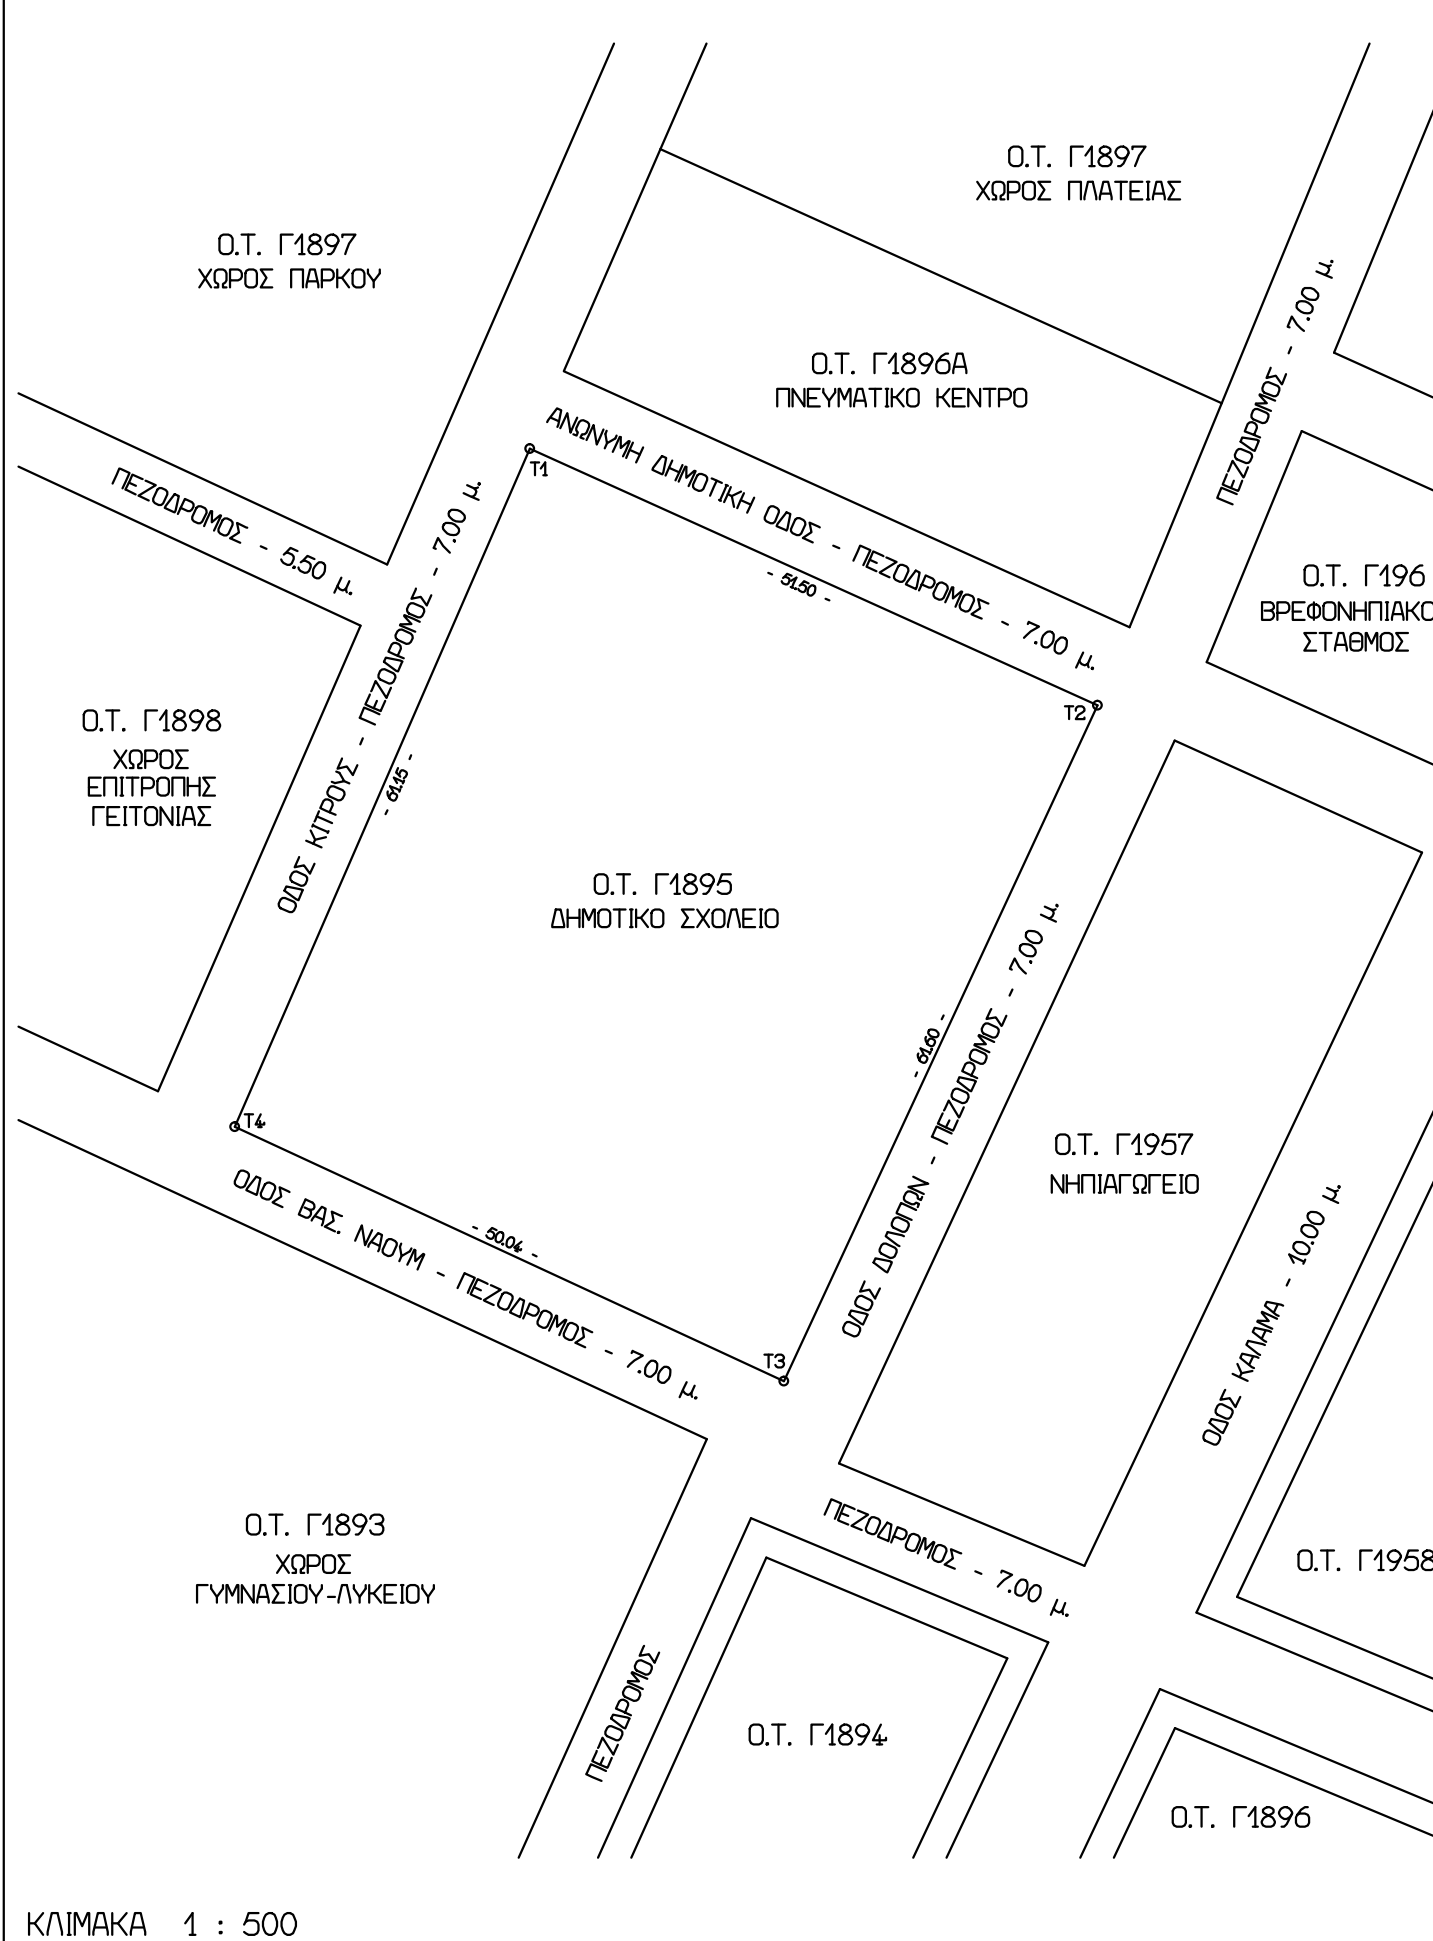 Ο.Τ. Γ1897
ΧΩΡΟΣ ΠΛΑΤΕΙΑΣ
Ο.Τ. Γ1897
ΧΩΡΟΣ ΠΑΡΚΟΥ
ΠΕΖΟΔΡΟΜΟΣ - 7.00 μ.
Ο.Τ. Γ1896Α
ΠΝΕΥΜΑΤΙΚΟ ΚΕΝΤΡΟ
ΑΝΩΝΥΜΗ ΔΗΜΟΤΙΚΗ ΟΔΟΣ - ΠΕΖΟΔΡΟΜΟΣ - 7.00 μ.
Τ1
ΠΕΖΟΔΡΟΜΟΣ - 5.50 μ.
- 51.50 -
Ο.Τ. Γ196
ΒΡΕΦΟΝΗΠΙΑΚΟ
ΣΤΑΘΜΟΣ
ΟΔΟΣ ΚΙΤΡΟΥΣ - ΠΕΖΟΔΡΟΜΟΣ - 7.00 μ.
Τ2
Ο.Τ. Γ1898
ΧΩΡΟΣ
ΕΠΙΤΡΟΠΗΣ
ΓΕΙΤΟΝΙΑΣ
- 61.15 -
Ο.Τ. Γ1895
ΔΗΜΟΤΙΚΟ ΣΧΟΛΕΙΟ
- 61.60 -
ΟΔΟΣ ΔΟΛΟΠΩΝ - ΠΕΖΟΔΡΟΜΟΣ - 7.00 μ.
Τ4
Ο.Τ. Γ1957
ΝΗΠΙΑΓΩΓΕΙΟ
ΟΔΟΣ ΒΑΣ. ΝΑΟΥΜ - ΠΕΖΟΔΡΟΜΟΣ - 7.00 μ.
- 50.04 -
ΟΔΟΣ ΚΑΛΑΜΑ - 10.00 μ.
Τ3
Ο.Τ. Γ1893
ΧΩΡΟΣ
ΓΥΜΝΑΣΙΟΥ-ΛΥΚΕΙΟΥ
ΠΕΖΟΔΡΟΜΟΣ - 7.00 μ.
Ο.Τ. Γ1958
ΠΕΖΟΔΡΟΜΟΣ
Ο.Τ. Γ1894
Ο.Τ. Γ1896
ΚΛΙΜΑΚΑ 1 : 500